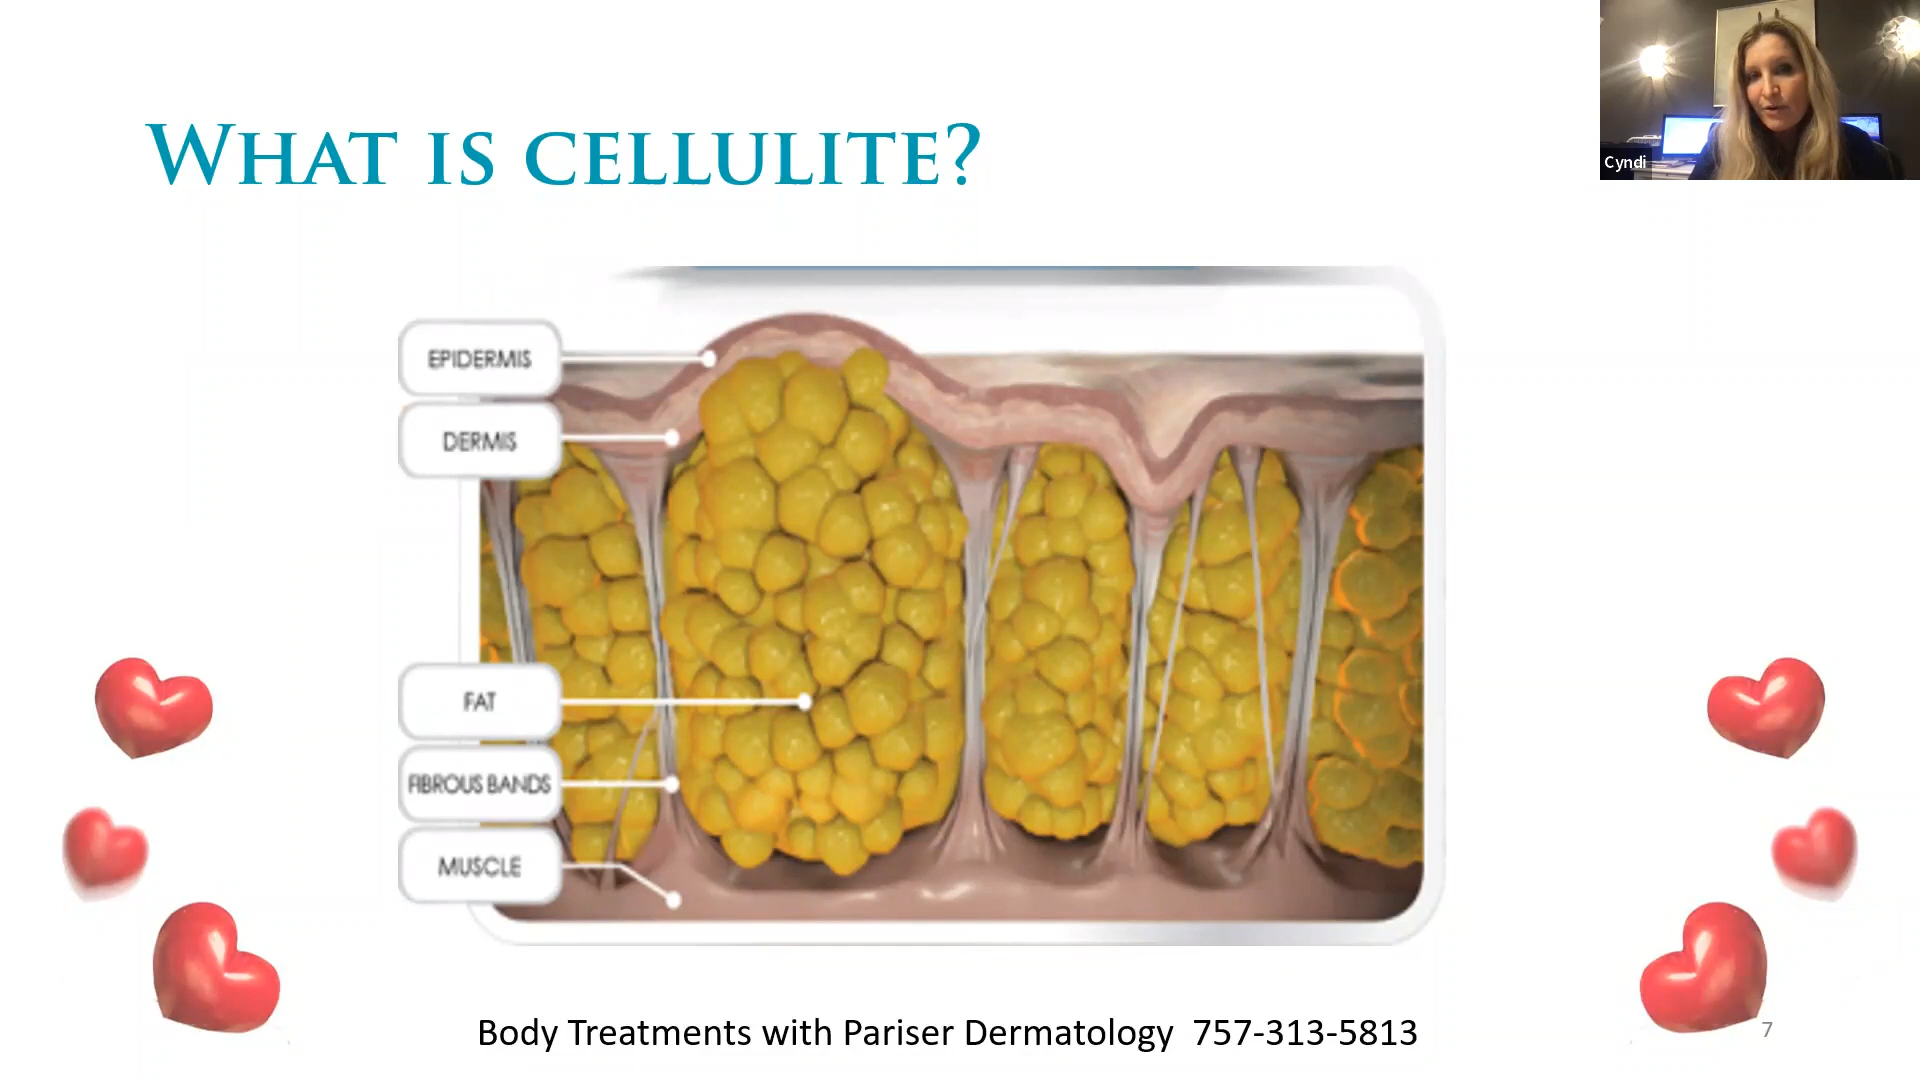 WHAT IS CELLULITE?
Cyndi
EPIDERMIS
DERMIS
FAT
FIBROUS BANDS
MUSCLE
Body Treatments with Pariser Dermatology 757-313-5813
7